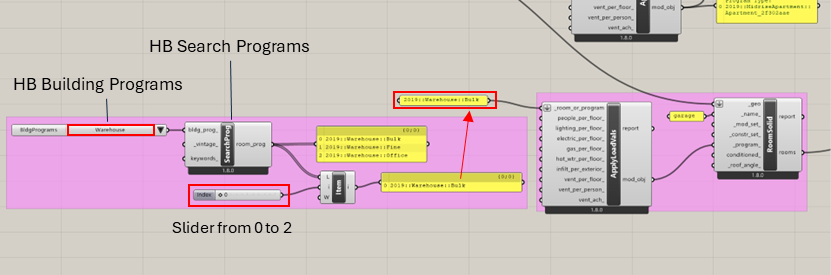 vent_per_floor_
vent_per_person_
vent_ach_
mod_obj
1.8.0
Program Type:
2019::MidriseApartment::
Apartment_2f302aae
HB Search Programs
HB Building Programs
BldgPrograms Warehouse
bldg_prog_
_vintage_
keywords_
SearchProg
room_prog
1.8.0
{0;0}
0 2019::Warehouse::Bulk
1 2019::Warehouse::Fine
2 2019::Warehouse::Office
2019::Warehouse::Bulk
Index 0
L
i
W
Item
i
{0;0}
0 2019::Warehouse::Bulk
Slider from 0 to 2
_room_or_program
people_per_floor_
lighting_per_floor_
electric_per_floor_
gas_per_floor_
hot_wtr_per_floor_
infilt_per_exterior_
vent_per_floor_
vent_per_person_
vent_ach_
ApplyLoadVals
report
mod_obj
1.8.0
garage
_geo
_name_
_mod_set_
_constr_set_
_program_
conditioned_
_roof_angle_
RoomSolid
report
rooms
1.8.0